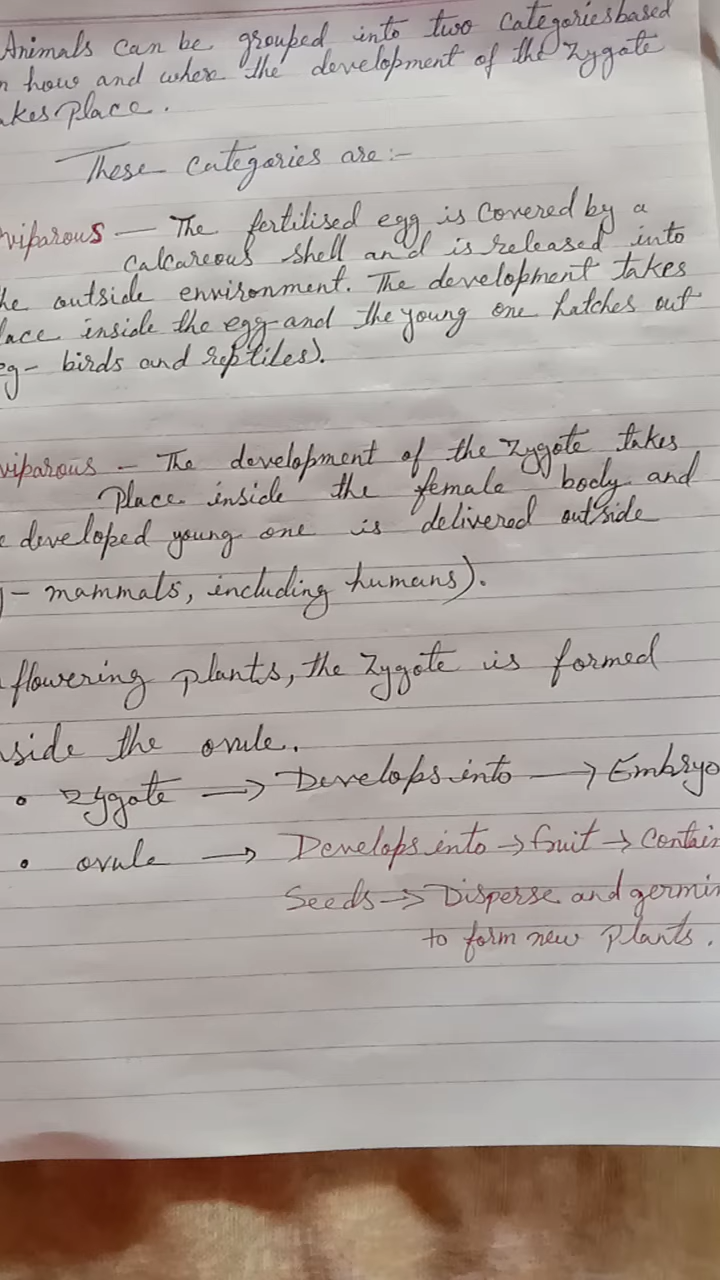 Animals can be grouped into two categories based
n how and where the development of the Zygate
akes place.
These categories are:-
viparous — The fertilised egg is covered by a
calcareous shell and is released into
he outside environment. The development takes
lace inside the egg and the young one hatches out
eg- birds and reptiles).
viparous - The development of the zygote takes
Place inside the female body and
e developed young one is delivered outside
- mammals, including humans).
flowering plants, the Zygote is formed
side the ovule.
• Zygote → Develops into → Embryo
• ovule → Develops into → fruit → Contain
Seeds → Disperse and germin
to form new Plants.